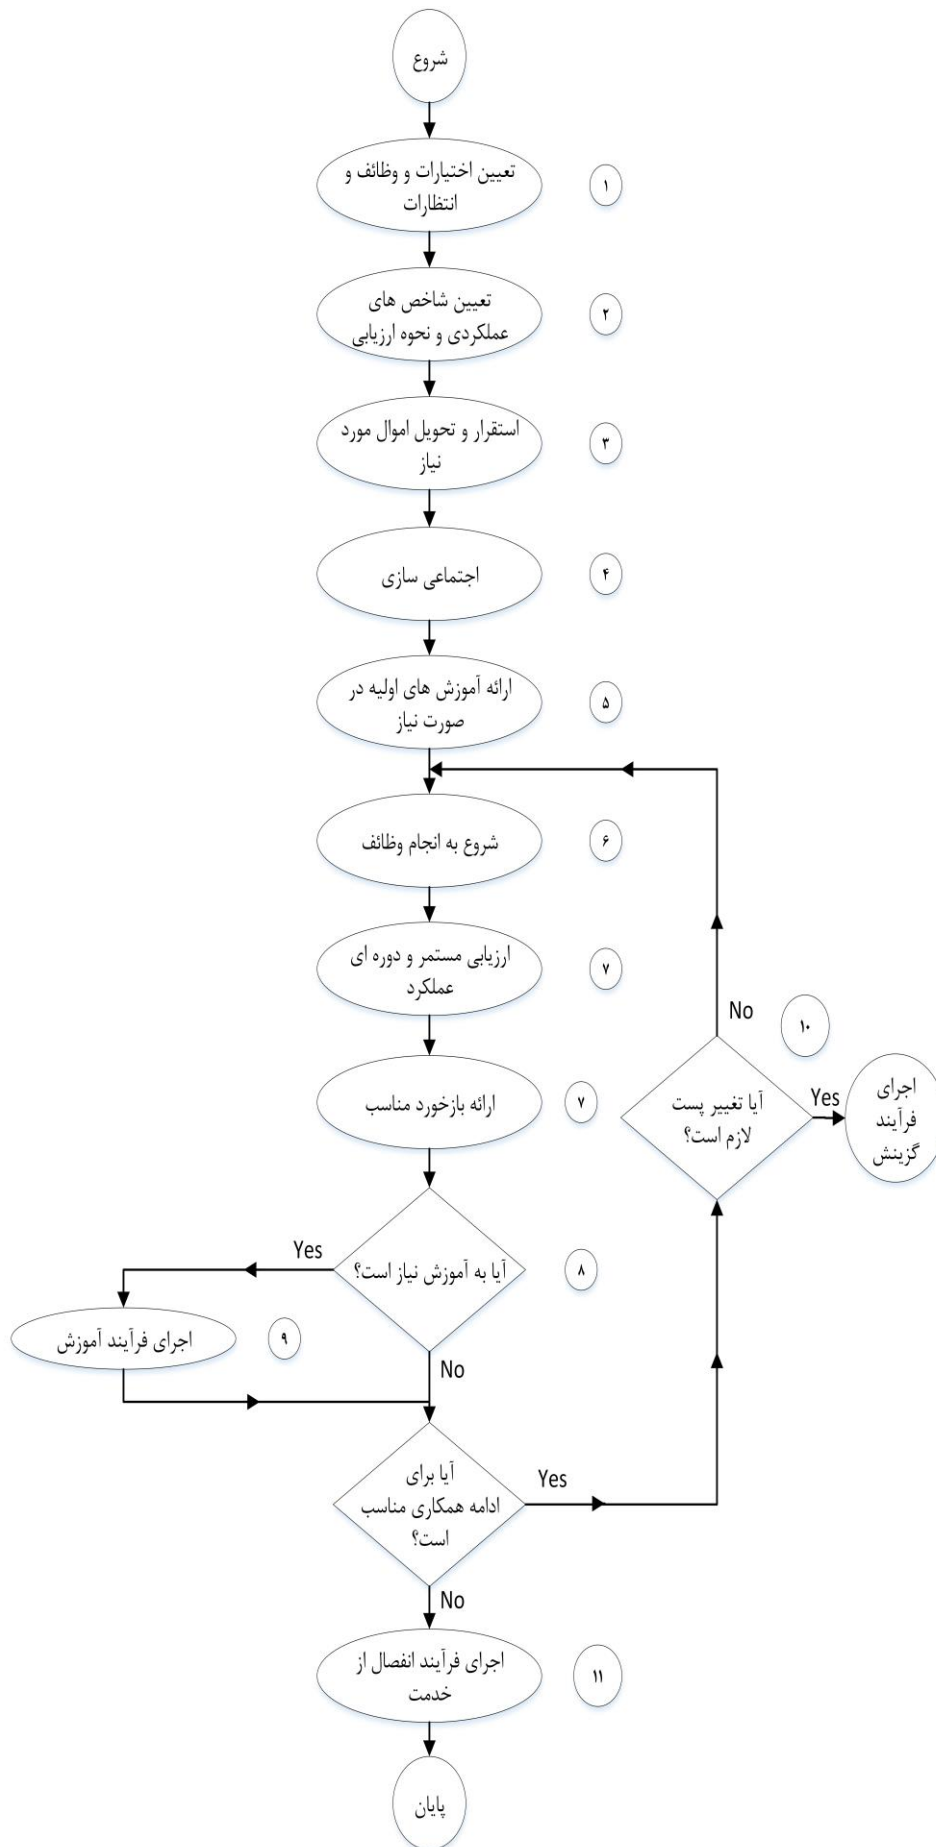 شروع
تعیین اختیارات و وظائف و
انتظارات
۱
تعیین شاخص های
عملکردی و نحوه ارزیابی
۲
استقرار و تحویل اموال مورد
نیاز
۳
اجتماعی سازی
۴
ارائه آموزش های اولیه در
صورت نیاز
۵
شروع به انجام وظائف
۶
ارزیابی مستمر و دوره ای
عملکرد
۷
ارائه بازخورد مناسب
۷
آیا به آموزش نیاز است؟
۸
Yes
اجرای فرآیند آموزش
۹
No
آیا برای
ادامه همکاری مناسب
است؟
Yes
آیا تغییر پست
لازم است؟
۱۰
No
Yes
اجرای
فرآیند
گزینش
No
اجرای فرآیند انفصال از
خدمت
۱۱
پایان